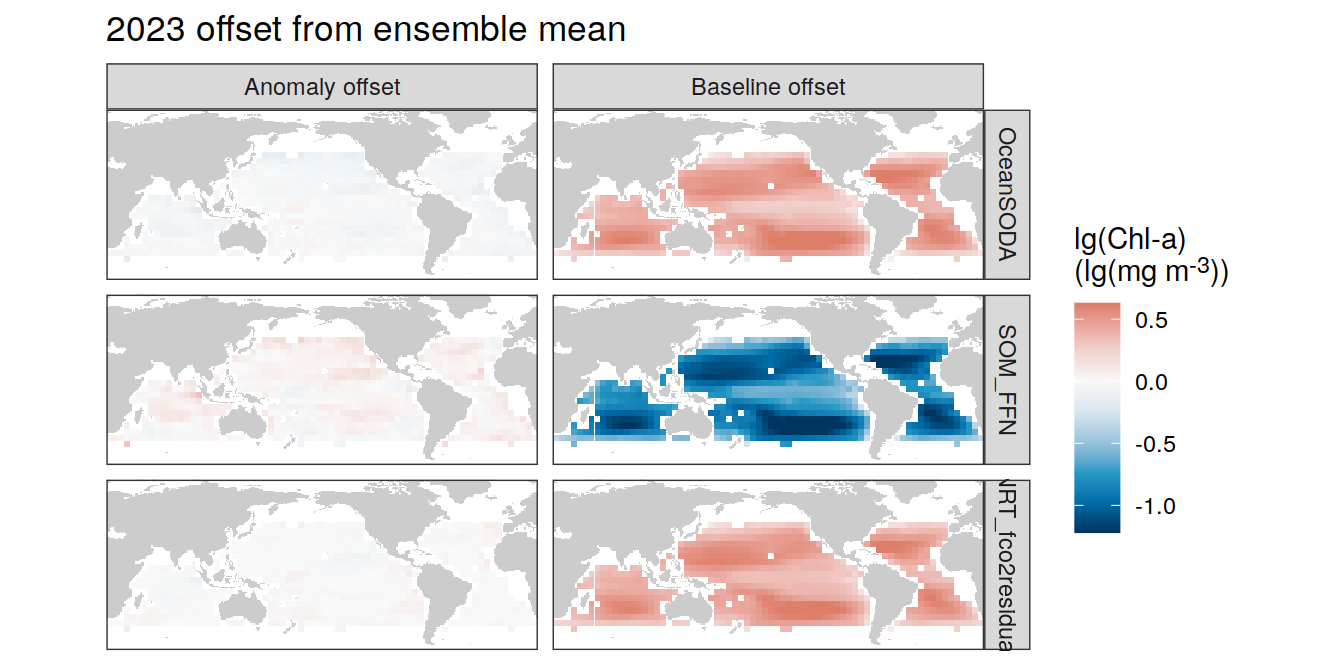 2023 offset from ensemble mean
Anomaly offset
Baseline offset
OceanSODA
SOM_FFN
NRT_fco2residua
lg(Chl-a)
(lg(mg m-3))
0.5
0.0
-0.5
-1.0